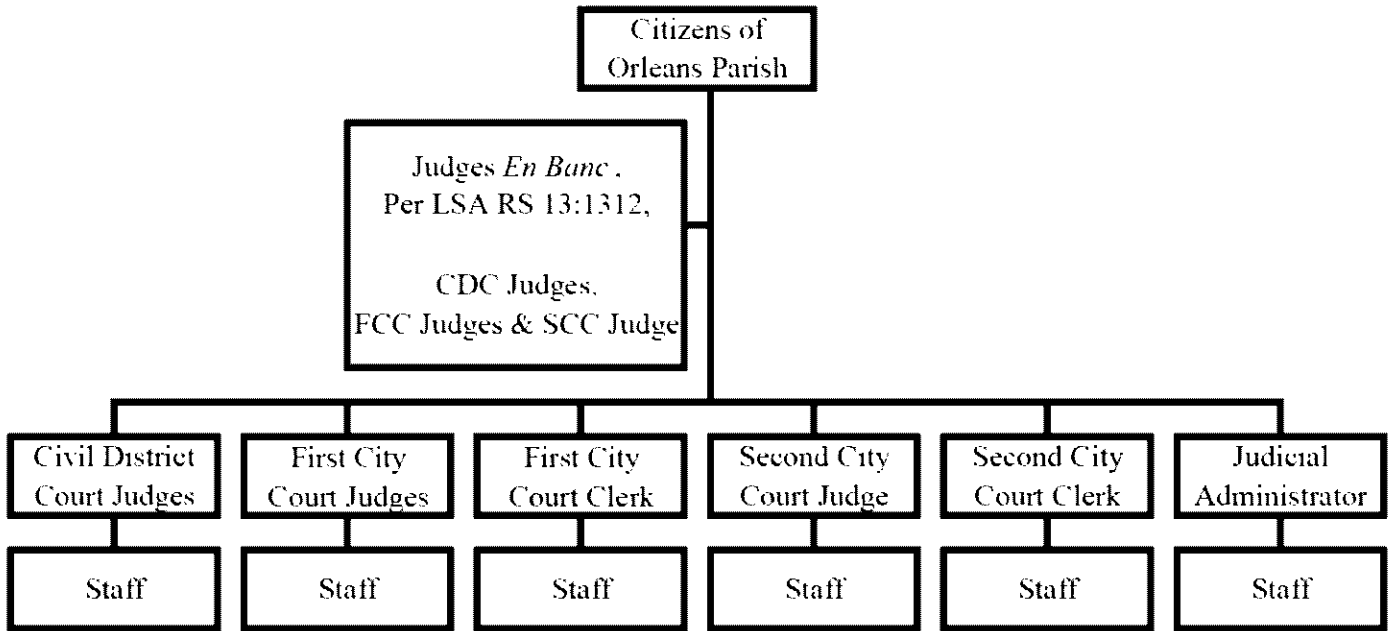 Citizens of
Orleans Parish
Judges En Banc ,
Per LSA RS 13:1312,
CDC Judges,
FCC Judges & SCC Judge
Civil District
Court Judges
First City
Court Judges
First City
Court Clerk
Second City
Court Judge
Second City
Court Clerk
Judicial
Administrator
Staff
Staff
Staff
Staff
Staff
Staff